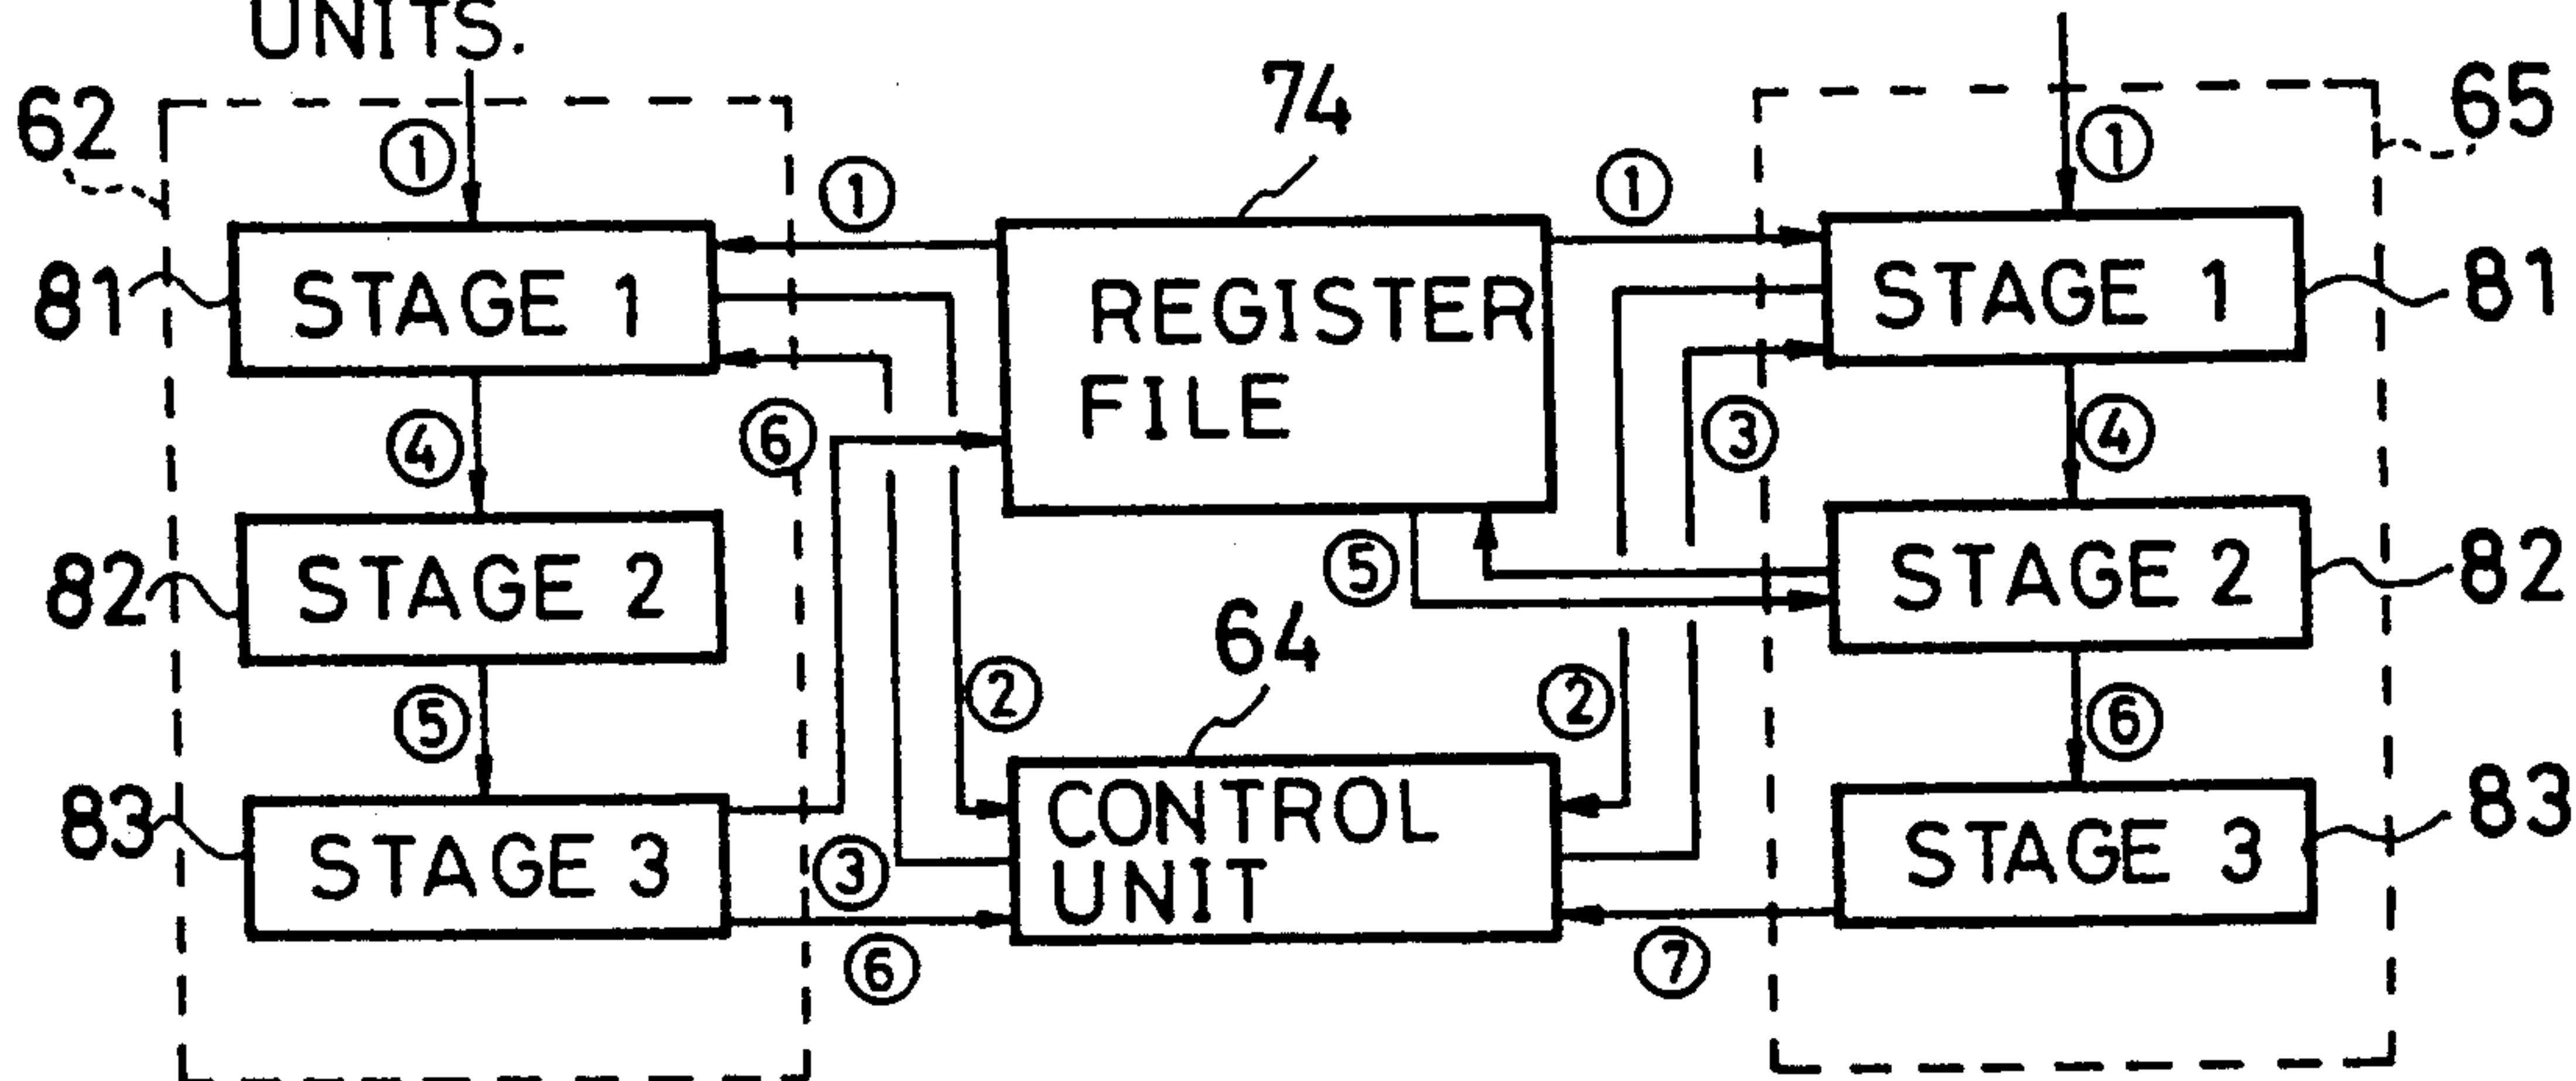 UNITS.
62
74
65
①
①
①
①
81
STAGE 1
REGISTER
FILE
STAGE 1
81
④
⑥
③
④
82
STAGE 2
⑤
STAGE 2
82
64
⑤
②
②
⑥
83
STAGE 3
CONTROL
UNIT
STAGE 3
83
③
⑥
⑦